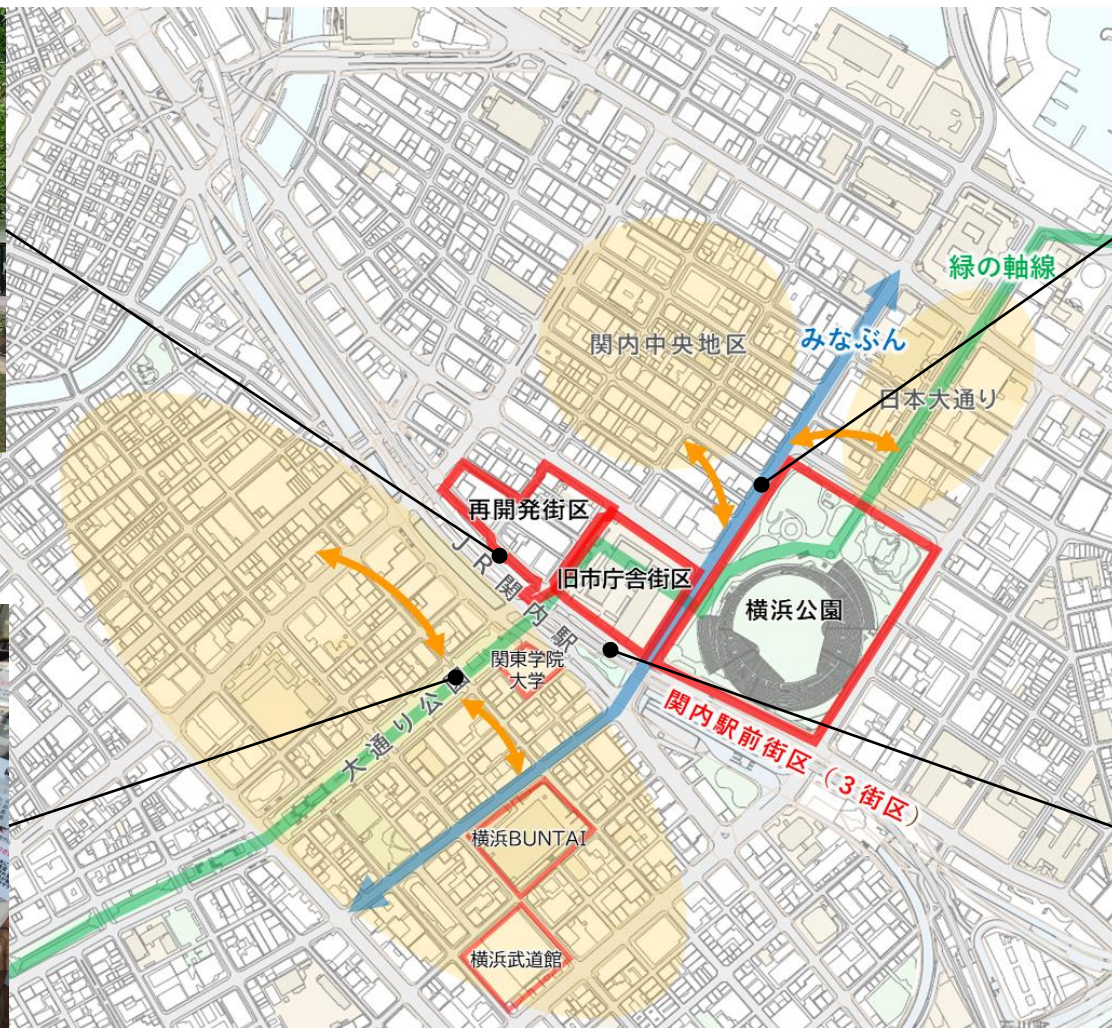 緑の軸線
みなぶん
関内中央地区
日本大通り
再開発街区
旧市庁舎街区
横浜公園
JR関内駅
関東学院
大学
関内駅前街区（3街区）
大通り公園
横浜BUNTAI
横浜武道館